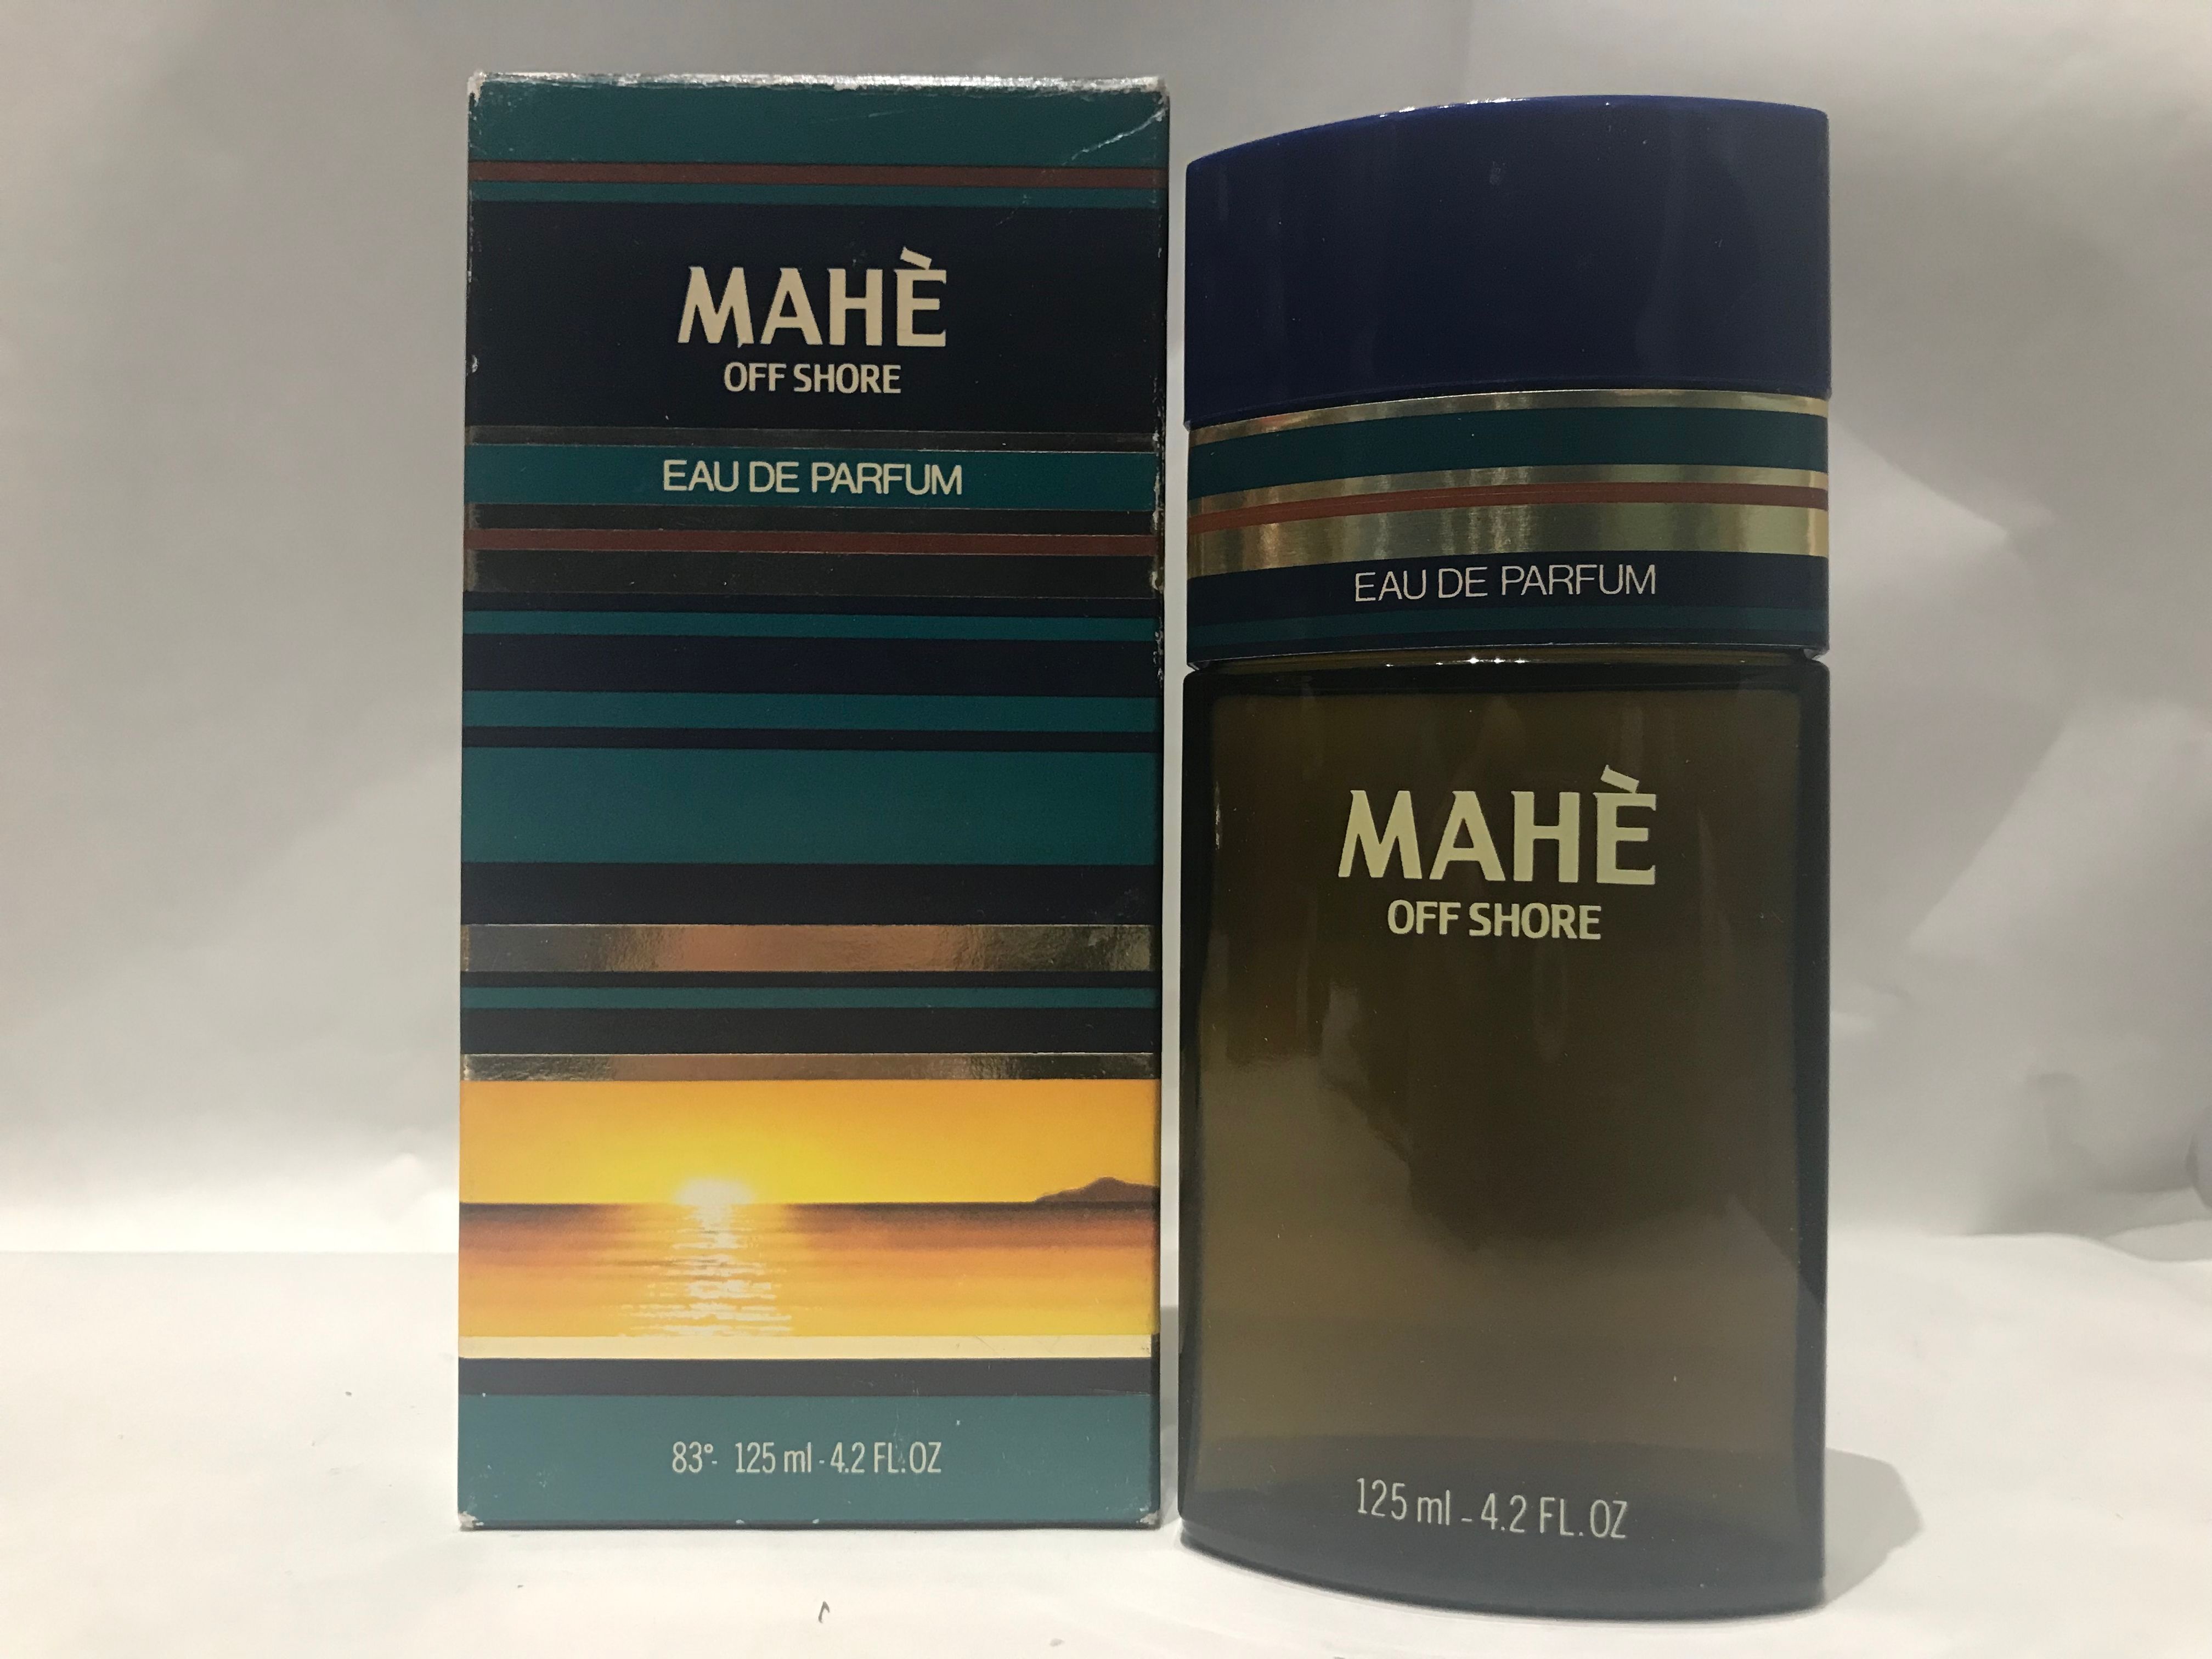 MAHÈ
OFF SHORE
EAU DE PARFUM
83°- 125 ml - 4.2 FL.OZ
EAU DE PARFUM
MAHÈ
OFF SHORE
125 ml - 4.2 FL.OZ